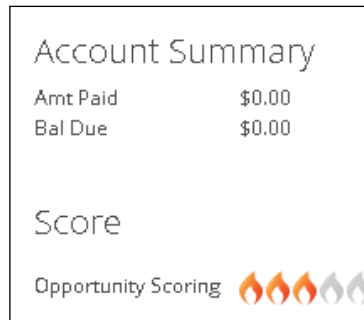 Account Summary
Amt Paid $0.00
Bal Due $0.00
Score
Opportunity Scoring